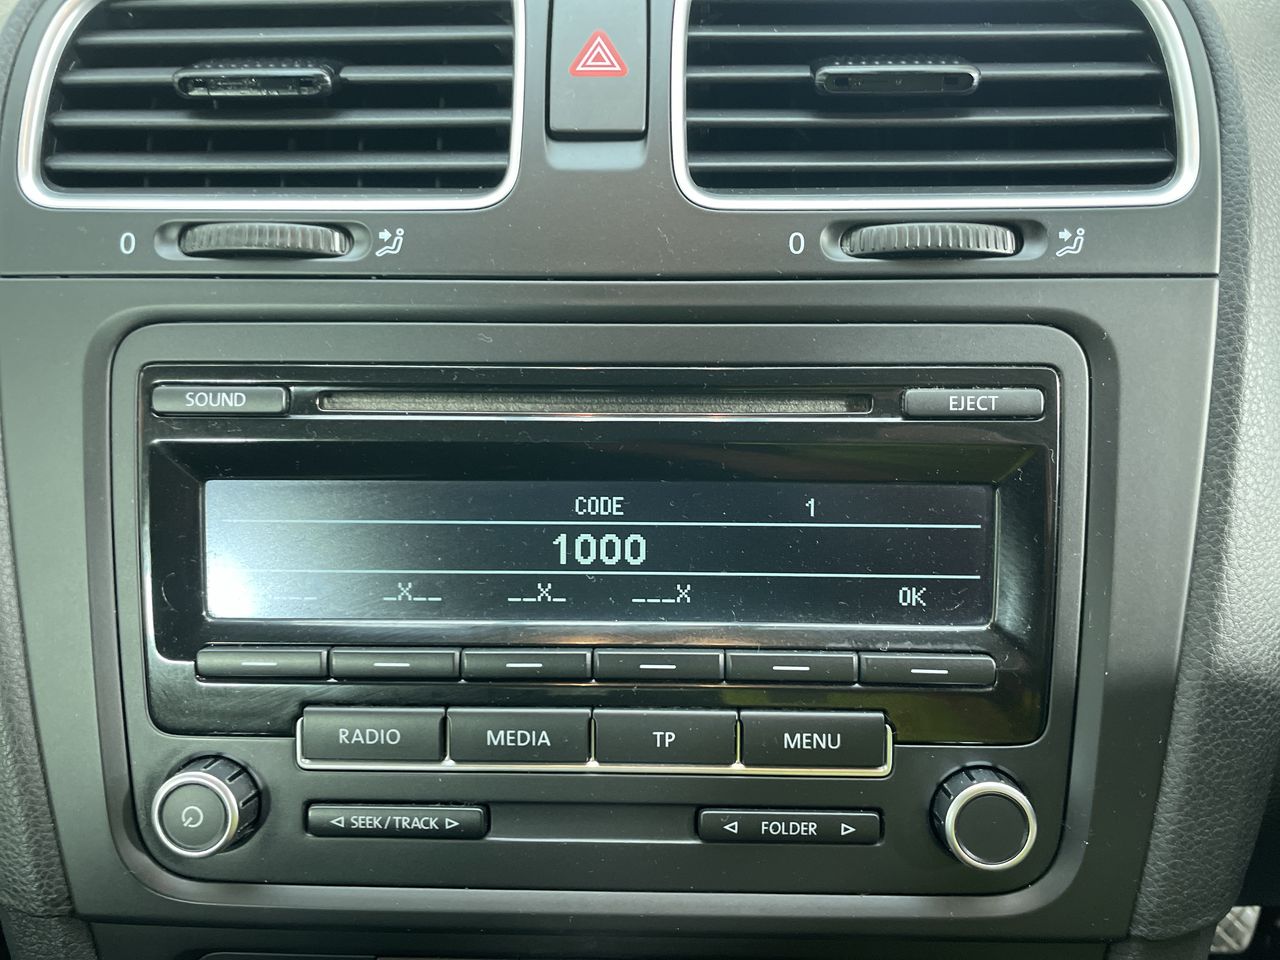 0
0
SOUND
EJECT
CODE 1
1000
_X__ __X_ ___X OK
RADIO MEDIA TP MENU
SEEK/TRACK
FOLDER